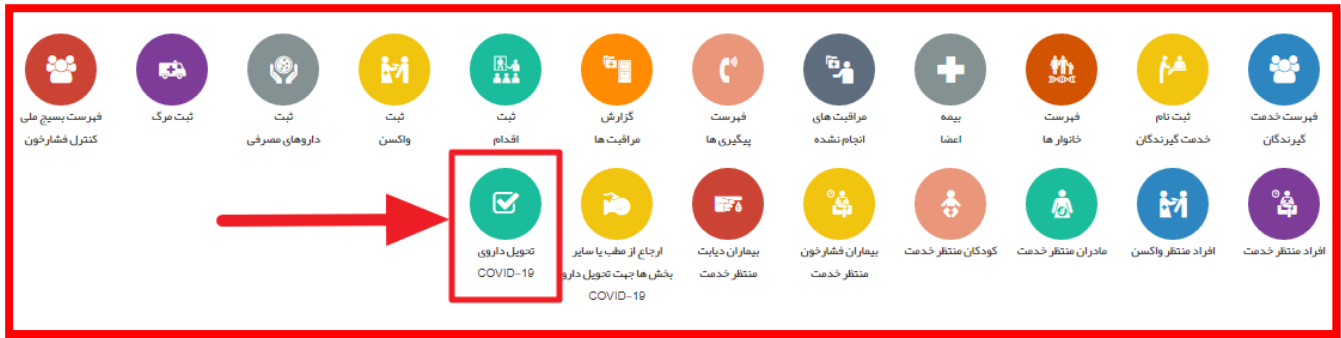 فهرست خدمت
گیرندگان
ثبت نام
خدمت گیرندگان
فهرست
خانوار ها
بیمه
اعضا
مراقبت های
انجام نشده
فهرست
پیگیری ها
گزارش
مراقبت ها
ثبت
اقدام
ثبت
واکسن
ثبت
داروهای مصرفی
ثبت مرگ
فهرست بسیج ملی
کنترل فشارخون
افراد منتظر خدمت
افراد منتظر واکسن
مادران منتظر خدمت
کودکان منتظر خدمت
بیماران فشارخون
منتظر خدمت
بیماران دیابت
منتظر خدمت
ارجاع از مطب یا سایر
بخش ها جهت تحویل دارو
COVID-19
تحویل داروی
COVID-19